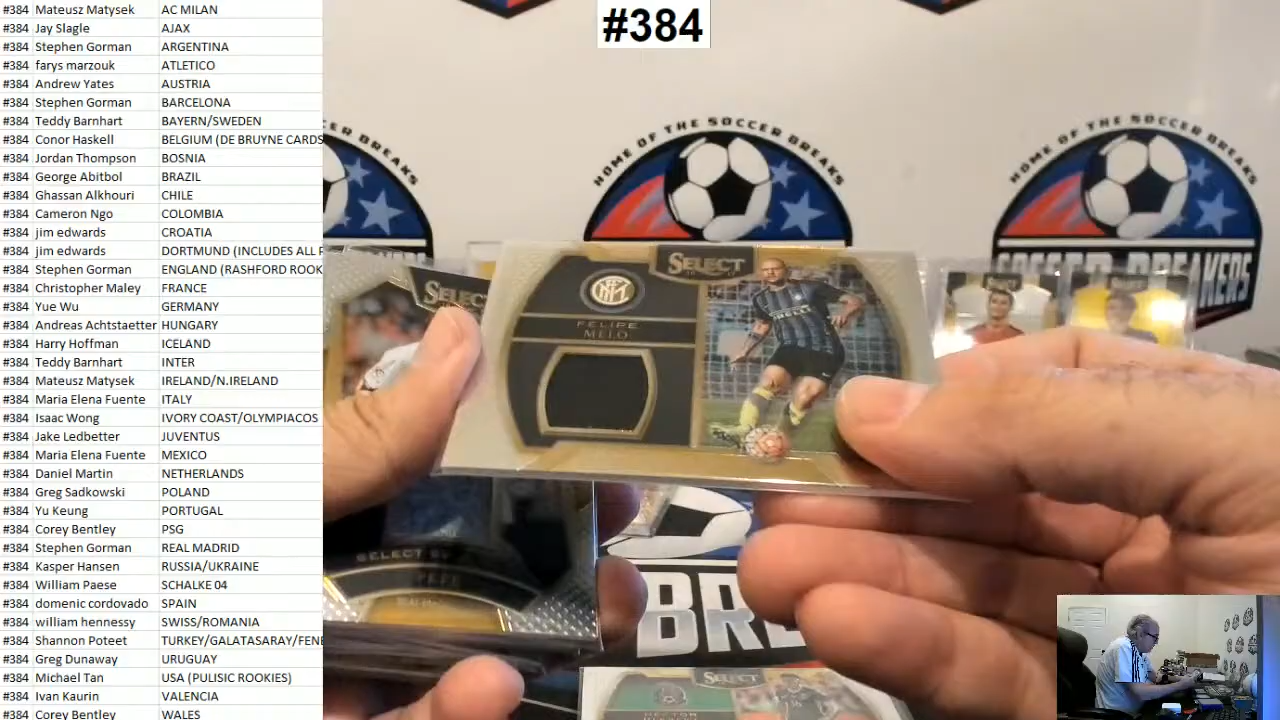 #384 Mateusz Matysek AC MILAN
#384 Jay Slagle AJAX
#384 Stephen Gorman ARGENTINA
#384 farys marzouk ATLETICO
#384 Andrew Yates AUSTRIA
#384 Stephen Gorman BARCELONA
#384 Teddy Barnhart BAYERN/SWEDEN
#384 Conor Haskell BELGIUM (DE BRUYNE CARDS
#384 Jordan Thompson BOSNIA
#384 George Abitbol BRAZIL
#384 Ghassan Alkhouri CHILE
#384 Cameron Ngo COLOMBIA
#384 jim edwards CROATIA
#384 jim edwards DORTMUND (INCLUDES ALL
#384 Stephen Gorman ENGLAND (RASHFORD ROOK
#384 Christopher Maley FRANCE
#384 Yue Wu GERMANY
#384 Andreas Achtstaetter HUNGARY
#384 Harry Hoffman ICELAND
#384 Teddy Barnhart INTER
#384 Mateusz Matysek IRELAND/N.IRELAND
#384 Maria Elena Fuente ITALY
#384 Isaac Wong IVORY COAST/OLYMPIACOS
#384 Jake Ledbetter JUVENTUS
#384 Maria Elena Fuente MEXICO
#384 Daniel Martin NETHERLANDS
#384 Greg Sadkowski POLAND
#384 Yu Keung PORTUGAL
#384 Corey Bentley PSG
#384 Stephen Gorman REAL MADRID
#384 Kasper Hansen RUSSIA/UKRAINE
#384 William Paese SCHALKE 04
#384 domenic cordovado SPAIN
#384 william hennessy SWISS/ROMANIA
#384 Shannon Poteet TURKEY/GALATASARAY/FENE
#384 Greg Dunaway URUGUAY
#384 Michael Tan USA (PULISIC ROOKIES)
#384 Ivan Kaurin VALENCIA
#384 Corey Bentley WALES
#384
ER BREAKS
HOME OF THE SOCCER BREAKS
HOME OF THE SOCCER BREAKS
SOCCER BREAKERS
SELECT
SELECT
FELIPE
MELO
PIRELLI
SELECT
PEPE
BRE
SELECT
HECTOR